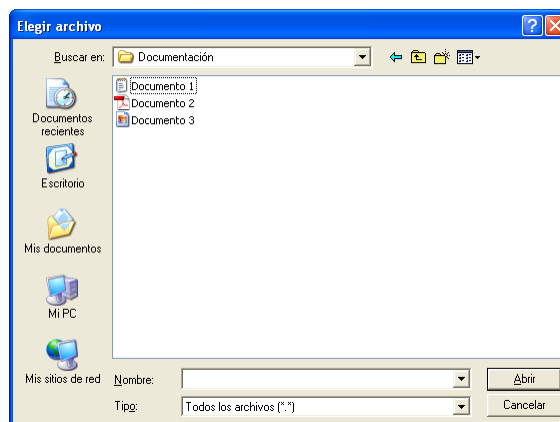 Elegir archivo
Buscar en:
Documentación
Documento 1
Documento 2
Documento 3
Documentos
recientes
Escritorio
Mis documentos
Mi PC
Mis sitios de red
Nombre:
Abrir
Tipo:
Todos los archivos (*.*)
Cancelar